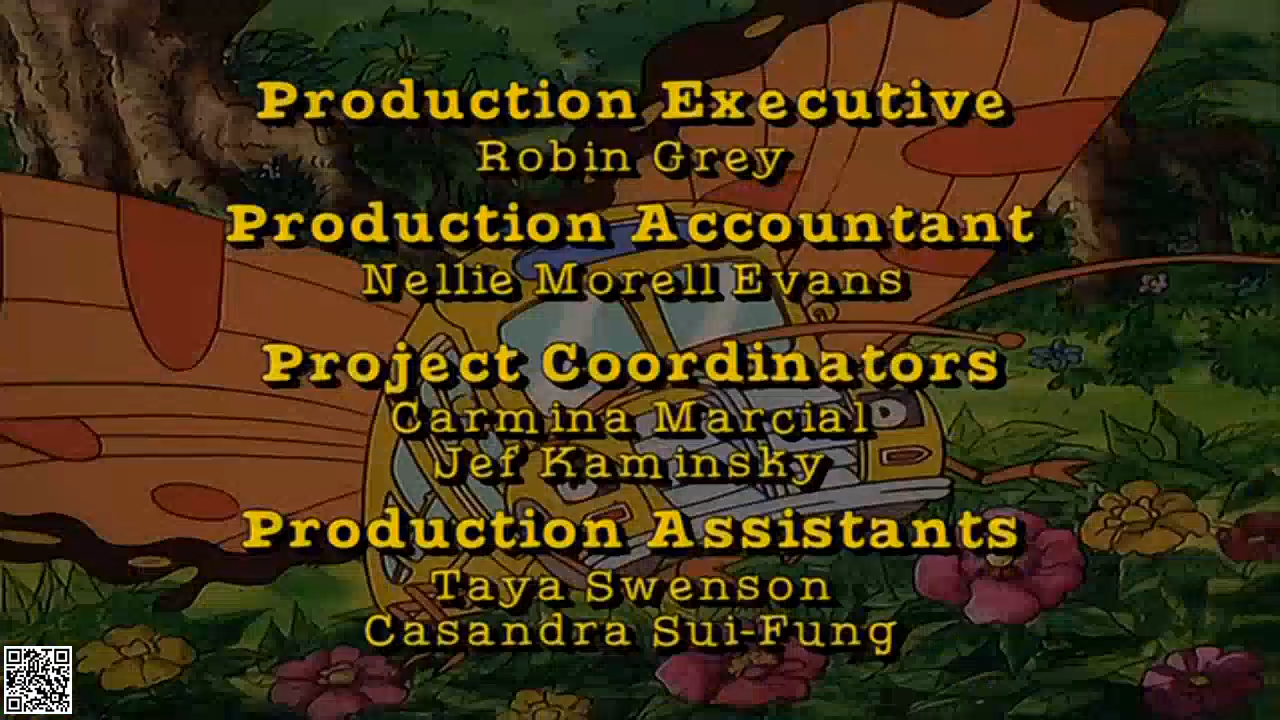 Production Executive
Robin Grey
Production Accountant
Nellie Morell Evans
Project Coordinators
Carmina Marcial
Jef Kaminsky
Production Assistants
Taya Swenson
Casandra Sui-Fung